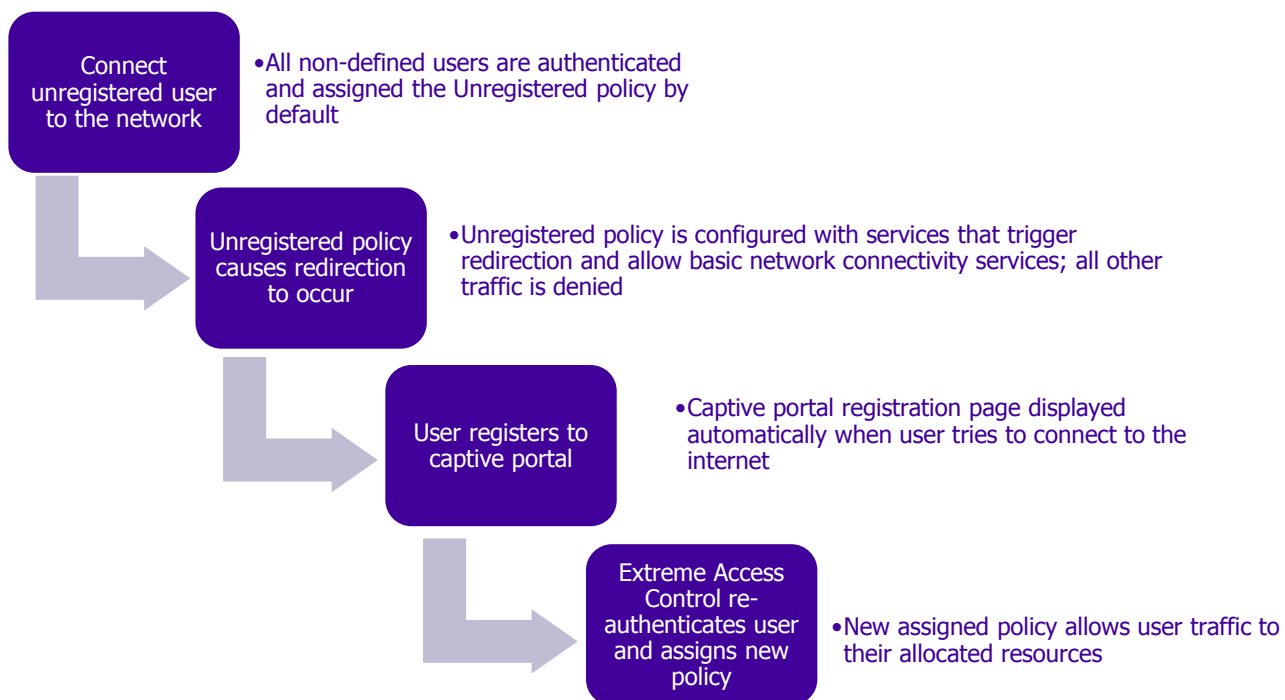 Connect
unregistered user
to the network
•All non-defined users are authenticated
and assigned the Unregistered policy by
default
Unregistered policy
causes redirection
to occur
•Unregistered policy is configured with services that trigger
redirection and allow basic network connectivity services; all other
traffic is denied
User registers to
captive portal
•Captive portal registration page displayed
automatically when user tries to connect to the
internet
Extreme Access
Control re-
authenticates user
and assigns new
policy
•New assigned policy allows user traffic to
their allocated resources